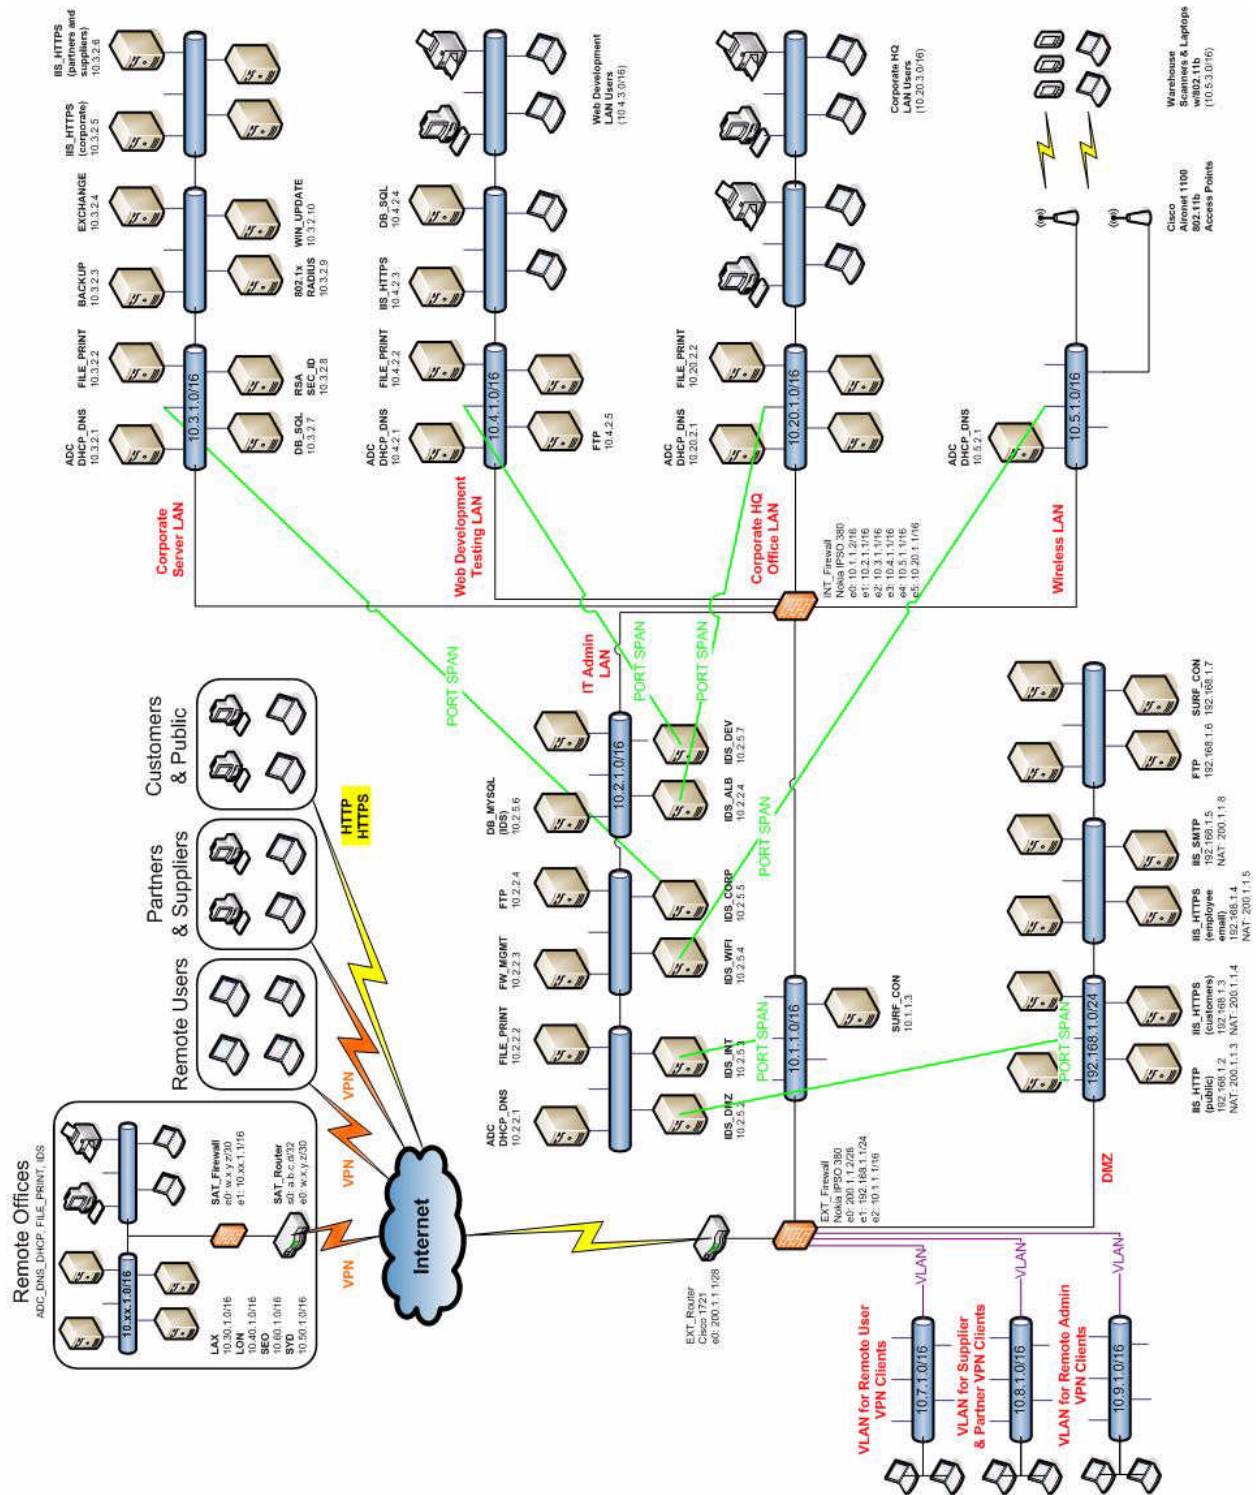 Remote Offices
ADC_DNS_DHCP, FILE_PRINT, IDS
10.xx.1.0/16
LAX
10.30.1.0/16
LON
10.40.1.0/16
SEO
10.60.1.0/16
SYD
10.50.1.0/16
SAT_Firewall
e0: w.x.y.z/30
e1: 10.xx.1.1/16
SAT_Router
s0: a.b.c.d/32
e0: w.x.y.z/30
Remote Users
Partners
& Suppliers
Customers
& Public
VPN
VPN
VPN
HTTP
HTTPS
Internet
EXT_Router
Cisco 1721
e0: 200.1.1.1/28
EXT_Firewall
Nokia IPSO 380
e0: 200.1.1.2/28
e1: 192.168.1.1/24
e2: 10.1.1.1/16
VLAN
VLAN
VLAN
VLAN for Remote User
VPN Clients
10.7.1.0/16
VLAN for Supplier
& Partner VPN Clients
10.8.1.0/16
VLAN for Remote Admin
VPN Clients
10.9.1.0/16
IT Admin
LAN
10.2.1.0/16
ADC
DHCP_DNS
10.2.2.1
FILE_PRINT
10.2.2.2
FW_MGMT
10.2.2.3
FTP
10.2.2.4
DB_MYSQL
(IDS)
10.2.5.6
IDS_DMZ
10.2.5.2
IDS_INT
10.2.5.3
IDS_WIFI
10.2.5.4
IDS_CORP
10.2.5.5
IDS_ALB
10.2.2.4
IDS_DEV
10.2.5.7
PORT SPAN
PORT SPAN
PORT SPAN
PORT SPAN
PORT SPAN
PORT SPAN
10.1.1.0/16
SURF_CON
10.1.1.3
DMZ
192.168.1.0/24
IIS_HTTP
(public)
192.168.1.2
NAT: 200.1.1.3
IIS_HTTPS
(customers)
192.168.1.3
NAT: 200.1.1.4
IIS_HTTPS
(employee
email)
192.168.1.4
NAT: 200.1.1.5
IIS_SMTP
192.168.1.5
NAT: 200.1.1.8
FTP
192.168.1.6
SURF_CON
192.168.1.7
INT_Firewall
Nokia IPSO 380
e0: 10.1.1.2/16
e1: 10.2.1.1/16
e2: 10.3.1.1/16
e3: 10.4.1.1/16
e4: 10.5.1.1/16
e5: 10.20.1.1/16
Corporate
Server LAN
10.3.1.0/16
ADC
DHCP_DNS
10.3.2.1
FILE_PRINT
10.3.2.2
BACKUP
10.3.2.3
EXCHANGE
10.3.2.4
IIS_HTTPS
(corporate)
10.3.2.5
IIS_HTTPS
(partners and
suppliers)
10.3.2.6
DB_SQL
10.3.2.7
RSA
SEC_ID
10.3.2.8
802.1x
RADIUS
10.3.2.9
WIN_UPDATE
10.3.2.10
Web Development
Testing LAN
10.4.1.0/16
ADC
DHCP_DNS
10.4.2.1
FILE_PRINT
10.4.2.2
IIS_HTTPS
10.4.2.3
DB_SQL
10.4.2.4
FTP
10.4.2.5
Web Development
LAN Users
(10.4.3.0/16)
Corporate HQ
Office LAN
10.20.1.0/16
ADC
DHCP_DNS
10.20.2.1
FILE_PRINT
10.20.2.2
Corporate HQ
LAN Users
(10.20.3.0/16)
Wireless LAN
10.5.1.0/16
ADC
DHCP_DNS
10.5.2.1
Cisco
Aironet 1100
802.11b
Access Points
Warehouse
Scanners & Laptops
w/802.11b
(10.5.3.0/16)